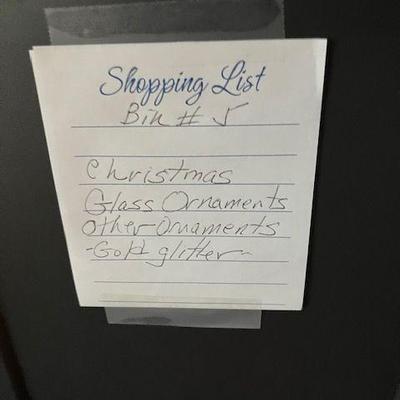 Shopping List
Bin # 5
Christmas
Glass Ornaments
Other Ornaments
-Gold glitter-